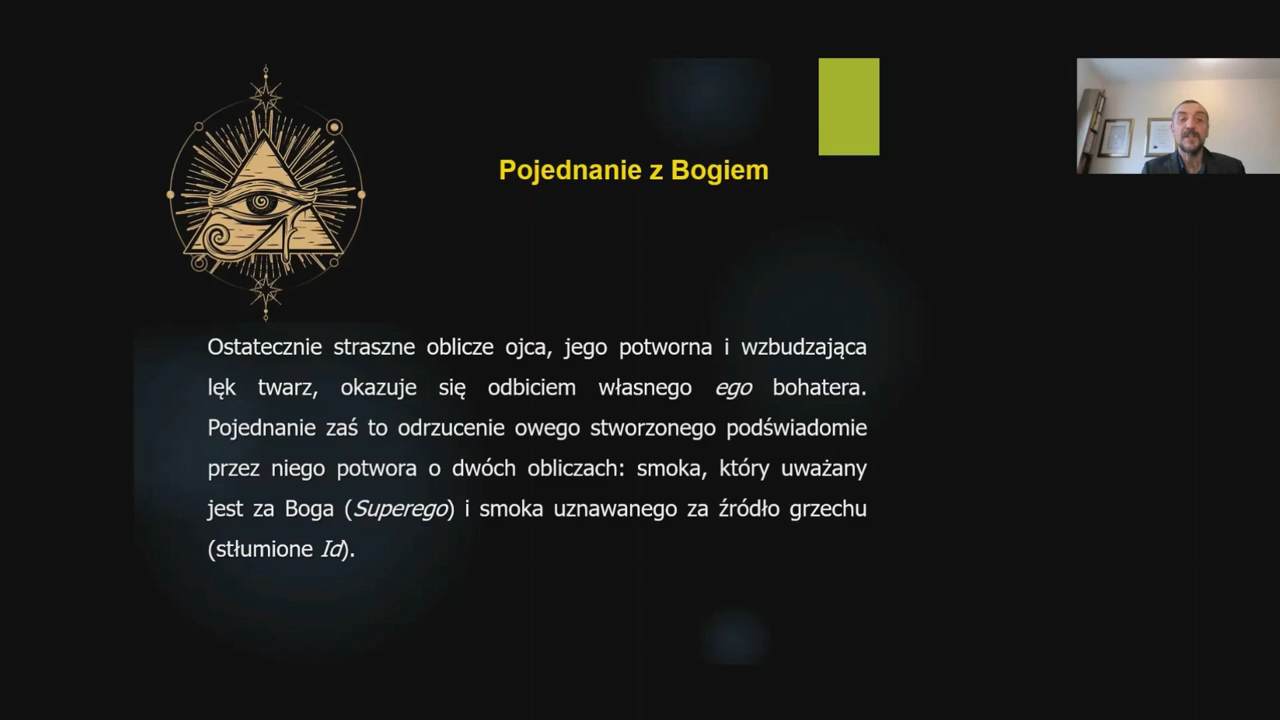 Pojednanie z Bogiem
Ostatecznie straszne oblicze ojca, jego potworna i wzbudzająca
lęk twarz, okazuje się odbiciem własnego ego bohatera.
Pojednanie zaś to odrzucenie owego stworzonego podświadomie
przez niego potwora o dwóch obliczach: smoka, który uważany
jest za Boga (Superego) i smoka uznawanego za źródło grzechu
(stłumione Id).